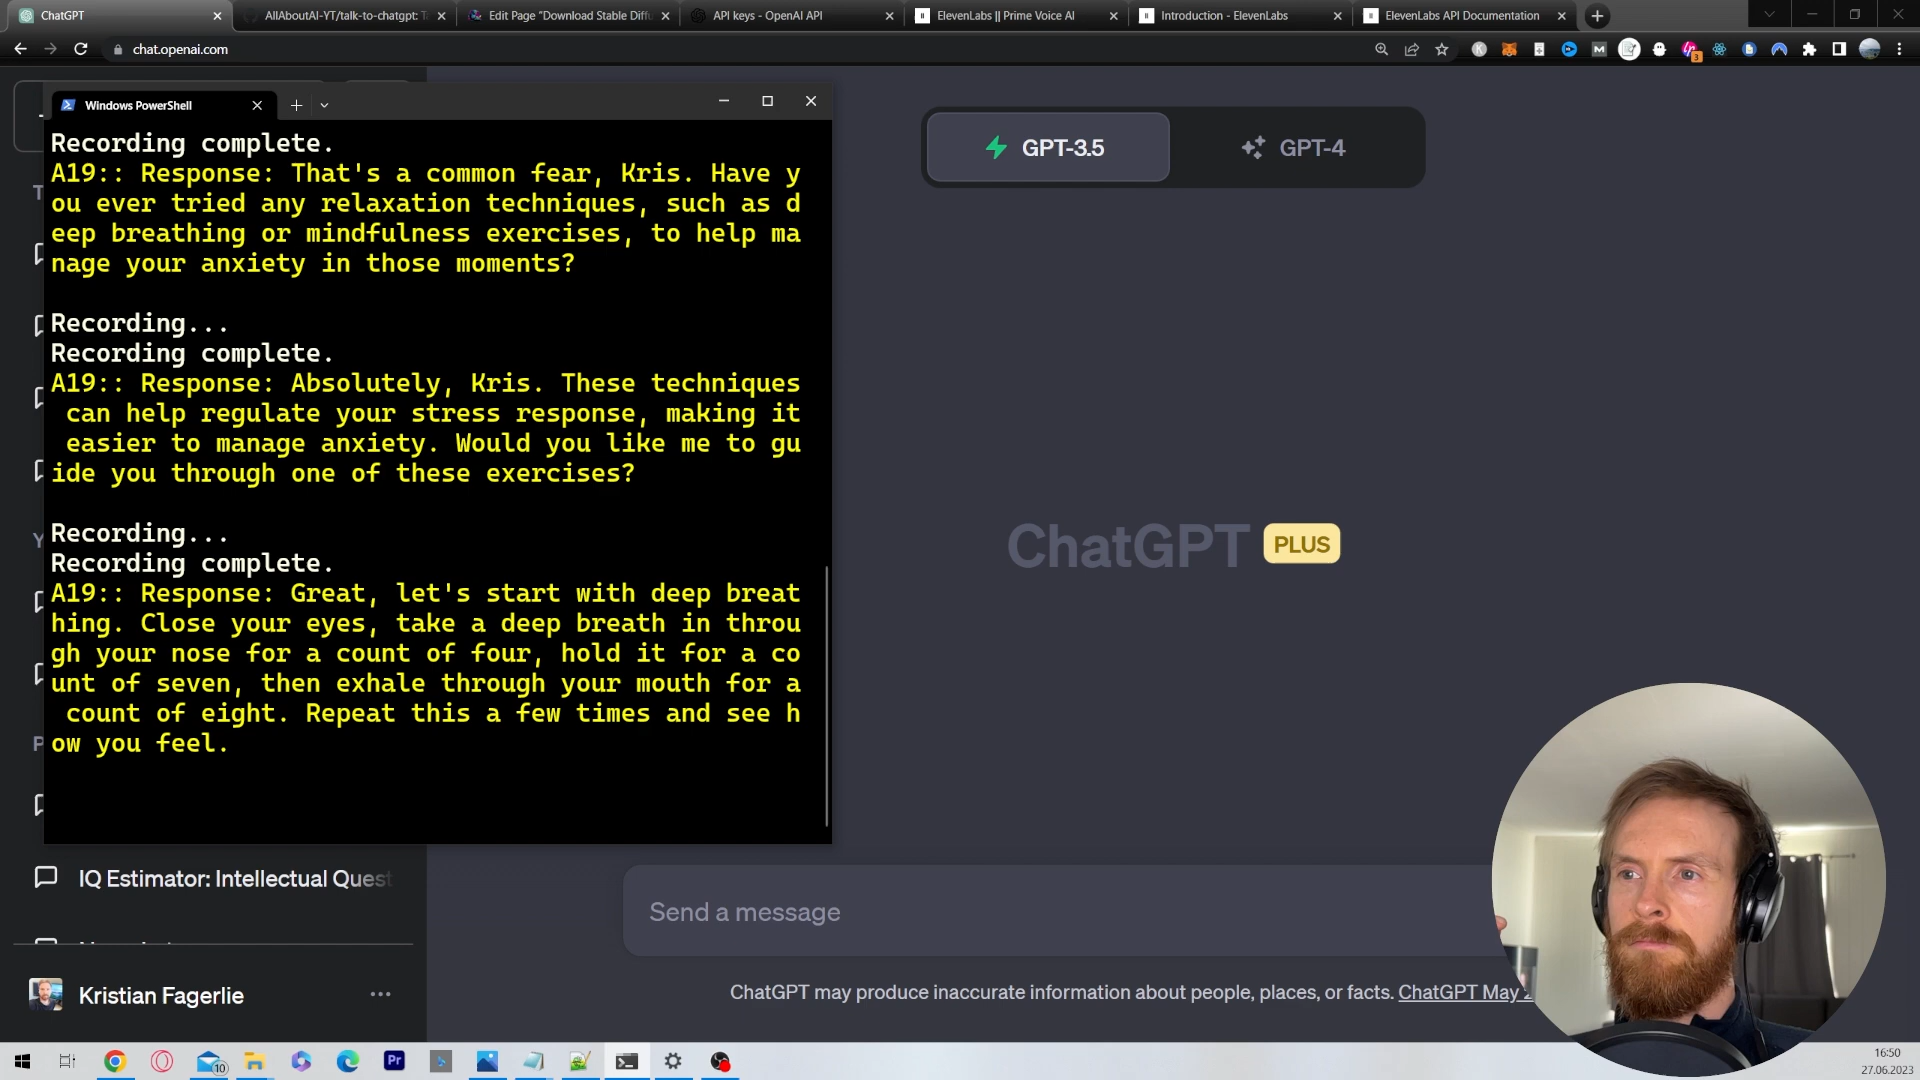 ChatGPT
AllAboutAI-YT/talk-to-chatgpt: Ta
Edit Page "Download Stable Diffu
API keys - OpenAI API
ElevenLabs || Prime Voice AI
Introduction - ElevenLabs
ElevenLabs API Documentation
chat.openai.com
3
Windows PowerShell
Recording complete.
A19:: Response: That's a common fear, Kris. Have y
ou ever tried any relaxation techniques, such as d
eep breathing or mindfulness exercises, to help ma
nage your anxiety in those moments?
Recording...
Recording complete.
A19:: Response: Absolutely, Kris. These techniques
can help regulate your stress response, making it
easier to manage anxiety. Would you like me to gu
ide you through one of these exercises?
Recording...
Recording complete.
A19:: Response: Great, let's start with deep breat
hing. Close your eyes, take a deep breath in throu
gh your nose for a count of four, hold it for a co
unt of seven, then exhale through your mouth for a
count of eight. Repeat this a few times and see h
ow you feel.
GPT-3.5
GPT-4
ChatGPT PLUS
IQ Estimator: Intellectual Quest
Kristian Fagerlie
Send a message
ChatGPT may produce inaccurate information about people, places, or facts. ChatGPT May
10
Pr
16:50
27.06.2023